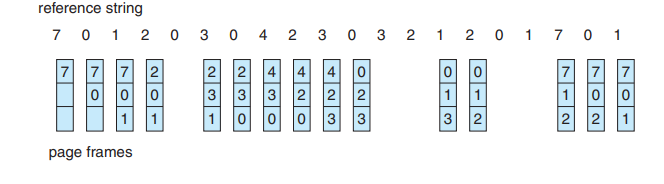 reference string
7 0 1 2 0 3 0 4 2 3 0 3 2 1 2 0 1 7 0 1
7 7 7 2 2 2 4 4 4 0 0 0 7 7 7
0 0 0 3 3 3 2 2 2 1 1 1 0 0
1 1 1 0 0 0 3 3 3 2 2 2 1
page frames